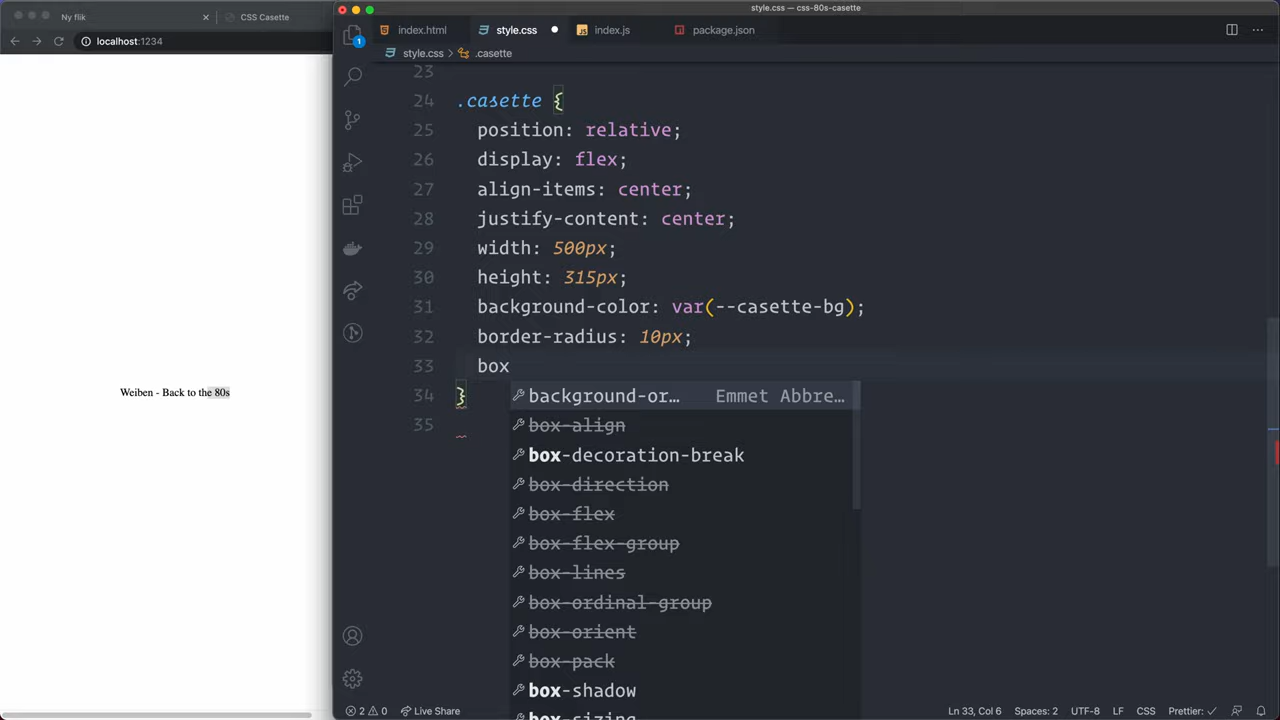 style.css — css-80s-casette
Ny flik
CSS Casette
localhost:1234
Weiben - Back to the 80s
index.html
style.css
index.js
package.json
style.css > .casette
1
23
24 .casette {
25 position: relative;
26 display: flex;
27 align-items: center;
28 justify-content: center;
29 width: 500px;
30 height: 315px;
31 background-color: var(--casette-bg);
32 border-radius: 10px;
33 box
34 }
35
background-or… Emmet Abbre…
box-align
box-decoration-break
box-direction
box-flex
box-flex-group
box-lines
box-ordinal-group
box-orient
box-pack
box-shadow
box-sizing
2 0 Live Share Ln 33, Col 6 Spaces: 2 UTF-8 LF CSS Prettier: ✓